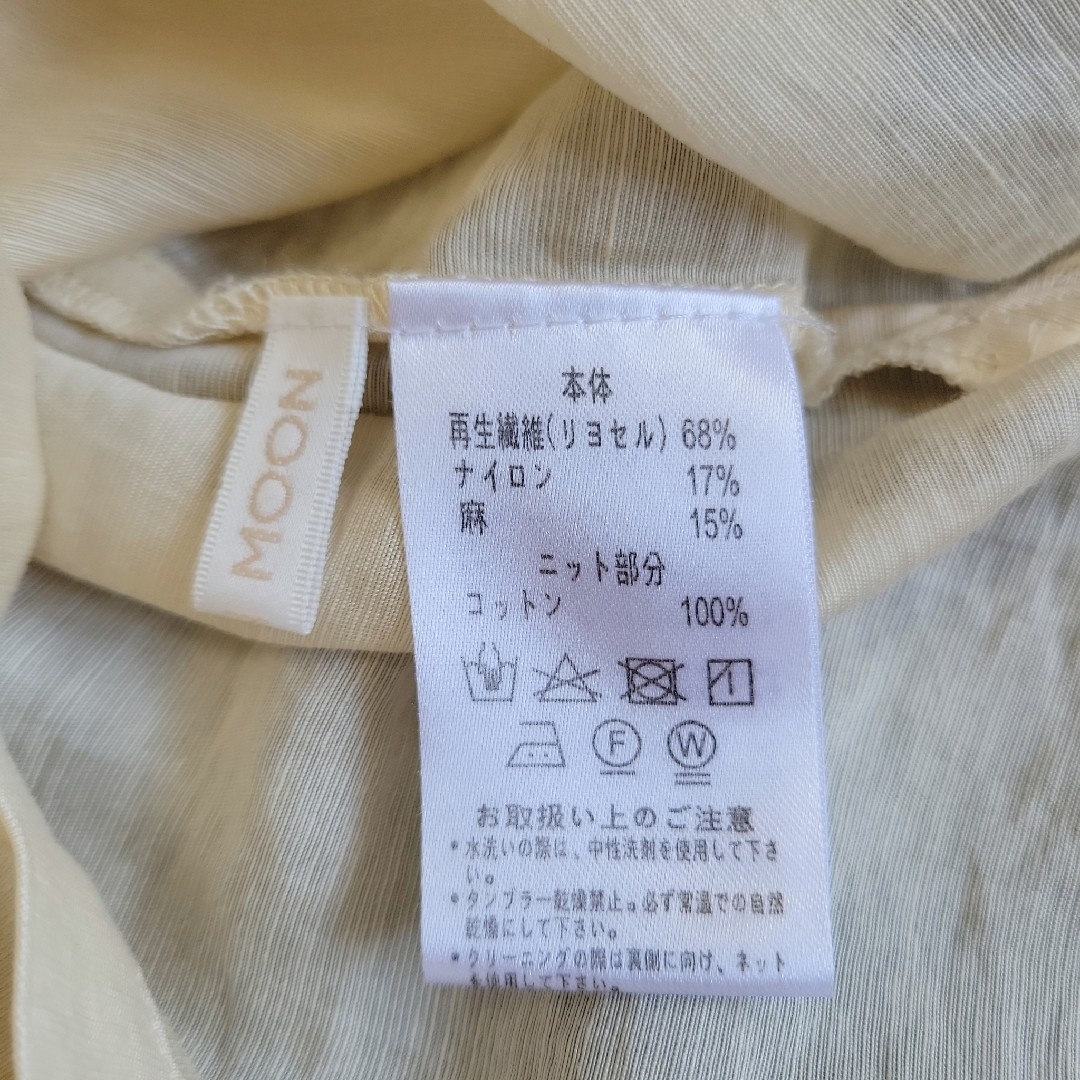 MOON
本体
再生繊維(リヨセル) 68%
ナイロン 17%
麻 15%
ニット部分
コットン 100%
F W
お取扱い上のご注意
*水洗いの際は、中性洗剤を使用して下さ
い。
*タンブラー乾燥禁止。必ず常温での自然
乾燥にして下さい。
*クリーニングの際は裏側に向け、ネット
を使用して下さい。